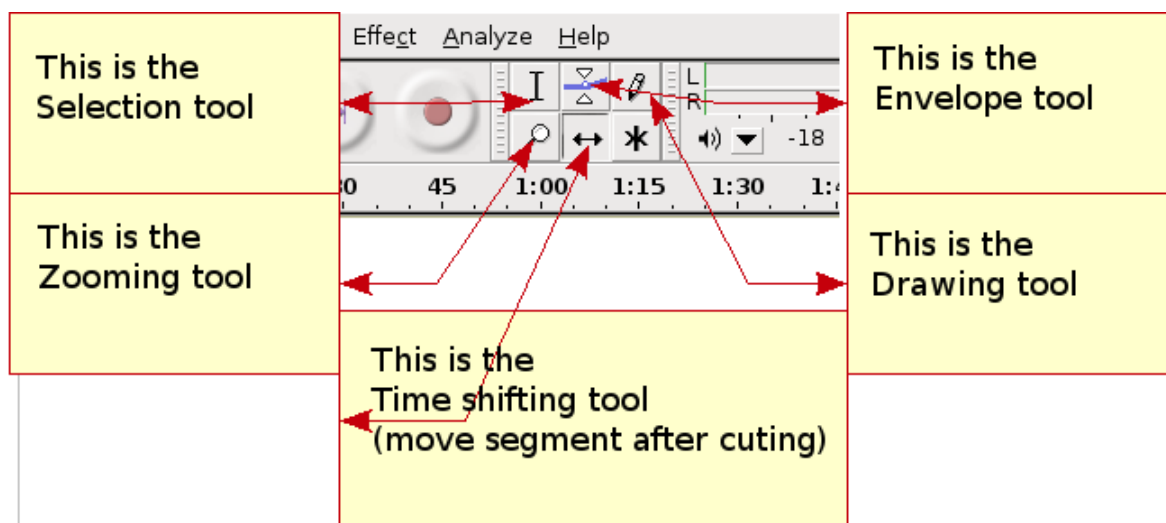 This is the
Selection tool
Effect Analyze Help
This is the
Envelope tool
L
R
-18
45 1:00 1:15 1:30
This is the
Zooming tool
This is the
Drawing tool
This is the
Time shifting tool
(move segment after cuting)